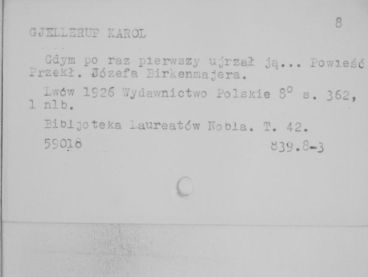 8
GJELLERUP KAROL
Gdym po raz pierwszy ujrzał ją... Powieść
Przekł. Józefa Birkenmajera.
Lwów 1926 Wydawnictwo Polskie 8° s. 362,
1 nlb.
Bibljoteka Laureatów Nobla. T. 42.
59018 839.8-3